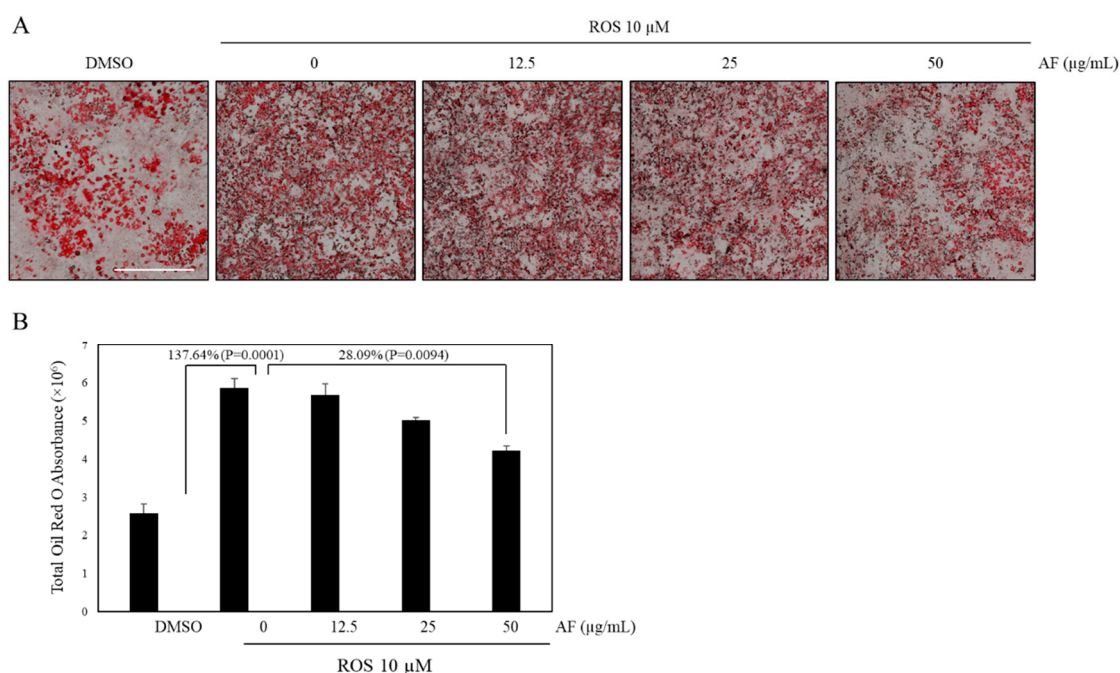 A
ROS 10 µM
DMSO 0 12.5 25 50 AF (µg/mL)
B
Total Oil Red O Absorbance (×10⁶)
7
6
5
4
3
2
1
0
137.64% (P=0.0001) 28.09% (P=0.0094)
DMSO 0 12.5 25 50 AF (µg/mL)
ROS 10 µM